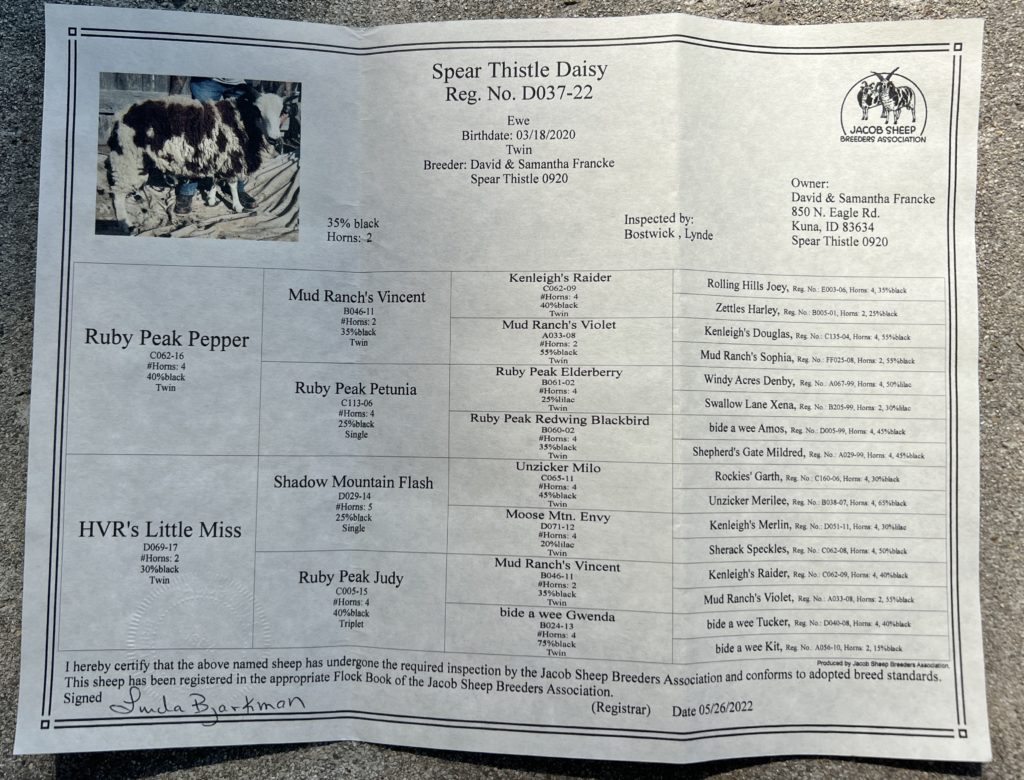 Spear Thistle Daisy
Reg. No. D037-22
Ewe
Birthdate: 03/18/2020
Twin
Breeder: David & Samantha Francke
Spear Thistle 0920
JACOB SHEEP
BREEDERS ASSOCIATION
35% black
Horns: 2
Inspected by:
Bostwick , Lynde
Owner:
David & Samantha Francke
850 N. Eagle Rd.
Kuna, ID 83634
Spear Thistle 0920
Ruby Peak Pepper
C062-16
#Horns: 4
40%black
Twin
HVR's Little Miss
D069-17
#Horns: 2
30%black
Twin
Mud Ranch's Vincent
B046-11
#Horns: 2
35%black
Twin
Ruby Peak Petunia
C113-06
#Horns: 4
25%black
Single
Shadow Mountain Flash
D029-14
#Horns: 5
25%black
Single
Ruby Peak Judy
C005-15
#Horns: 4
40%black
Triplet
Kenleigh's Raider
C062-09
#Horns: 4
40%black
Twin
Mud Ranch's Violet
A033-08
#Horns: 2
55%black
Twin
Ruby Peak Elderberry
B061-02
#Horns: 4
25%lilac
Twin
Ruby Peak Redwing Blackbird
B060-02
#Horns: 4
35%black
Twin
Unzicker Milo
C065-11
#Horns: 4
45%black
Twin
Moose Mtn. Envy
D071-12
#Horns: 4
20%lilac
Twin
Mud Ranch's Vincent
B046-11
#Horns: 2
35%black
Twin
bide a wee Gwenda
B024-13
#Horns: 4
75%black
Twin
Rolling Hills Joey, Reg. No.: E003-06, Horns: 4, 35%black
Zettles Harley, Reg. No.: B005-01, Horns: 2, 25%black
Kenleigh's Douglas, Reg. No.: C135-04, Horns: 4, 55%black
Mud Ranch's Sophia, Reg. No.: FF025-08, Horns: 2, 55%black
Windy Acres Denby, Reg. No.: A067-99, Horns: 4, 50%lilac
Swallow Lane Xena, Reg. No.: B205-99, Horns: 2, 30%lilac
bide a wee Amos, Reg. No.: D005-99, Horns: 4, 45%black
Shepherd's Gate Mildred, Reg. No.: A029-99, Horns: 4, 45%black
Rockies' Garth, Reg. No.: C160-06, Horns: 4, 30%black
Unzicker Merilee, Reg. No.: B038-07, Horns: 4, 65%black
Kenleigh's Merlin, Reg. No.: D051-11, Horns: 4, 30%lilac
Sherack Speckles, Reg. No.: C062-08, Horns: 4, 50%black
Kenleigh's Raider, Reg. No.: C062-09, Horns: 4, 40%black
Mud Ranch's Violet, Reg. No.: A033-08, Horns: 2, 55%black
bide a wee Tucker, Reg. No.: D040-08, Horns: 4, 40%black
bide a wee Kit, Reg. No.: A056-10, Horns: 2, 15%black
Produced by Jacob Sheep Breeders Association.
I hereby certify that the above named sheep has undergone the required inspection by the Jacob Sheep Breeders Association and conforms to adopted breed standards.
This sheep has been registered in the appropriate Flock Book of the Jacob Sheep Breeders Association.
Signed Linda Bjarkman (Registrar) Date 05/26/2022